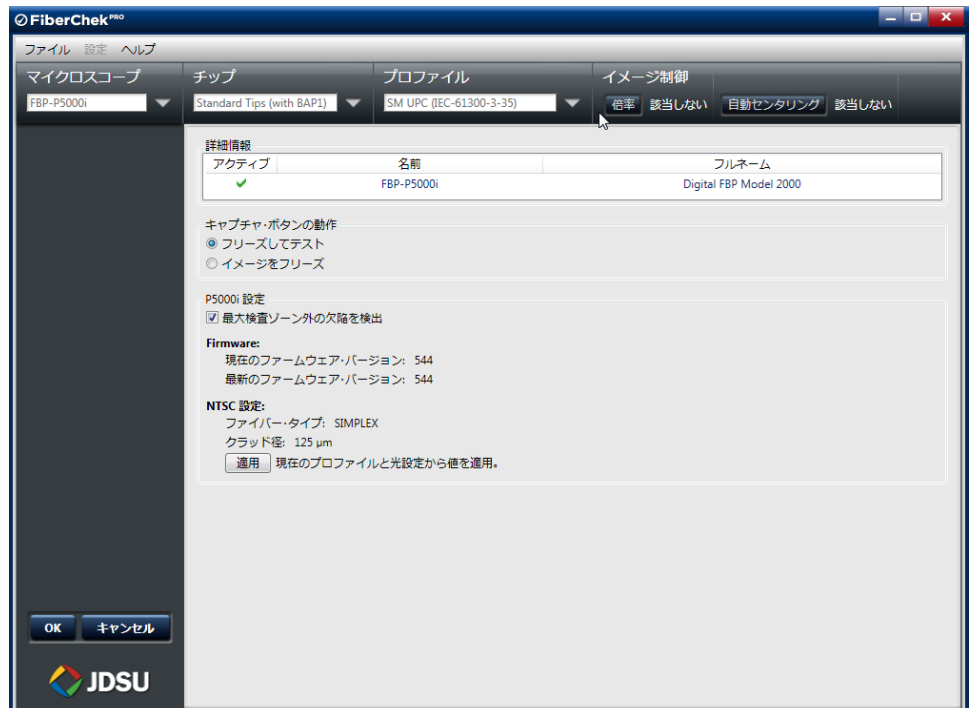 FiberChek PRO
ファイル 設定 ヘルプ
マイクロスコープ チップ プロファイル イメージ制御
FBP-P5000i Standard Tips (with BAP1) SM UPC (IEC-61300-3-35) 倍率 該当しない 自動センタリング 該当しない
詳細情報
アクティブ 名前 フルネーム
FBP-P5000i Digital FBP Model 2000
キャプチャ・ボタンの動作
フリーズしてテスト
イメージをフリーズ
P5000i 設定
最大検査ゾーン外の欠陥を検出
Firmware:
現在のファームウェア・バージョン: 544
最新のファームウェア・バージョン: 544
NTSC 設定:
ファイバー・タイプ: SIMPLEX
クラッド径: 125 μm
適用 現在のプロファイルと光設定から値を適用。
OK キャンセル
JDSU